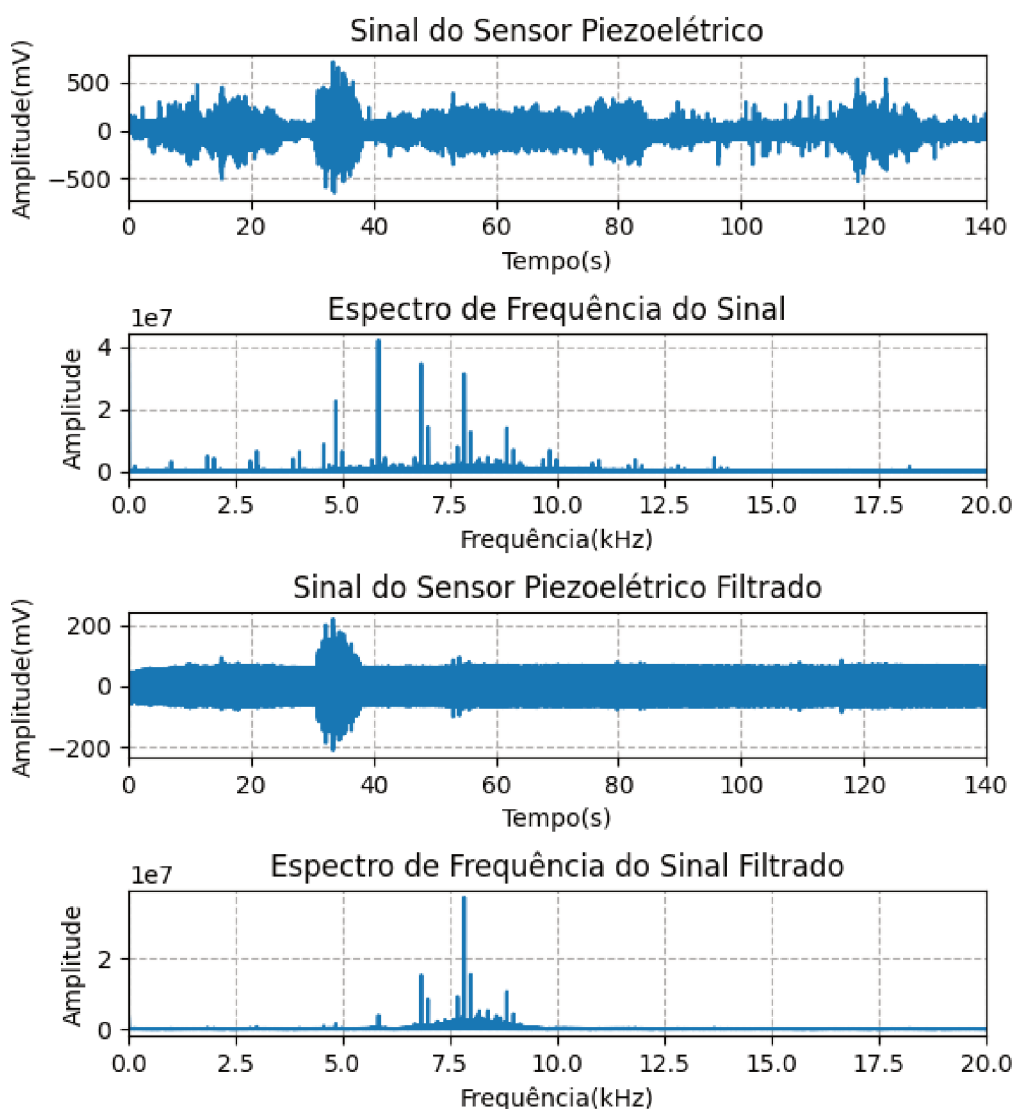 Sinal do Sensor Piezoelétrico
Amplitude(mV)
500
0
−500
0 20 40 60 80 100 120 140
Tempo(s)
Espectro de Frequência do Sinal
1e7
Amplitude
4
2
0
0.0 2.5 5.0 7.5 10.0 12.5 15.0 17.5 20.0
Frequência(kHz)
Sinal do Sensor Piezoelétrico Filtrado
Amplitude(mV)
200
0
−200
0 20 40 60 80 100 120 140
Tempo(s)
Espectro de Frequência do Sinal Filtrado
1e7
Amplitude
2
0
0.0 2.5 5.0 7.5 10.0 12.5 15.0 17.5 20.0
Frequência(kHz)